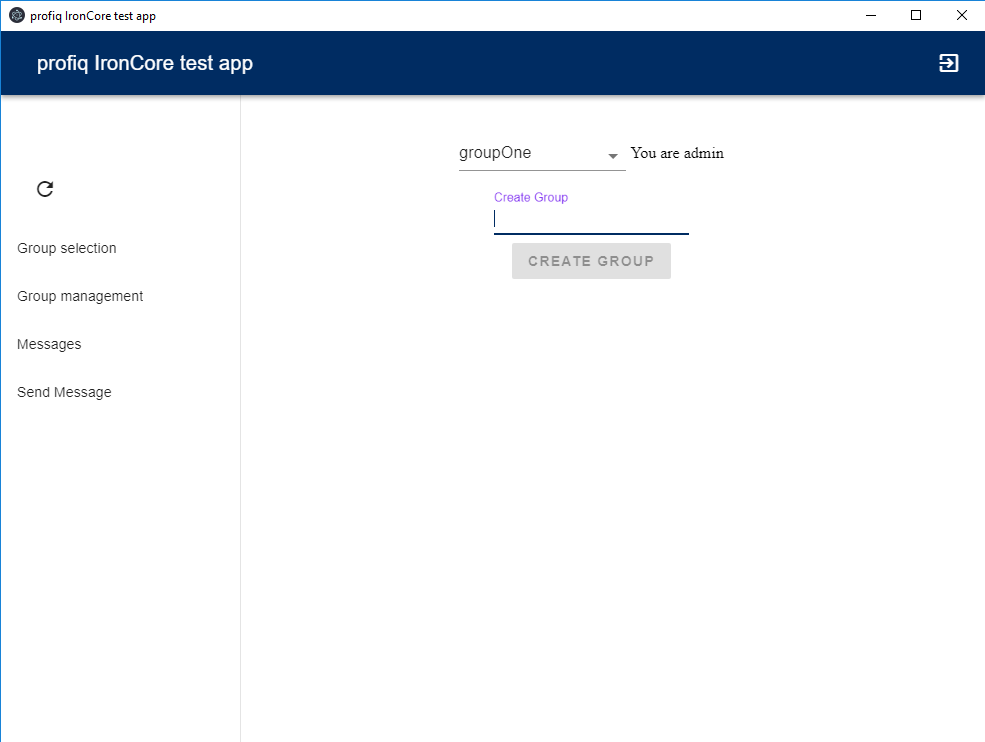 profiq IronCore test app
profiq IronCore test app
groupOne You are admin
Create Group
CREATE GROUP
Group selection
Group management
Messages
Send Message